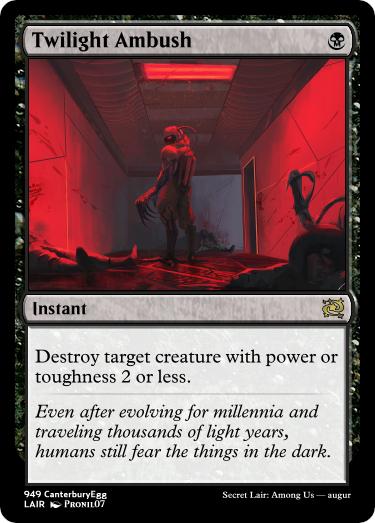 Twilight Ambush
Instant
Destroy target creature with power or
toughness 2 or less.
Even after evolving for millennia and
traveling thousands of light years,
humans still fear the things in the dark.
949 CanterburyEgg
LAIR Pronil07
Secret Lair: Among Us — augur